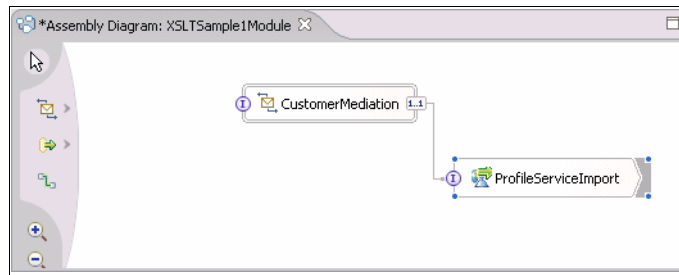 *Assembly Diagram: XSLTSample1Module
I CustomerMediation 1..1
I ProfileServiceImport